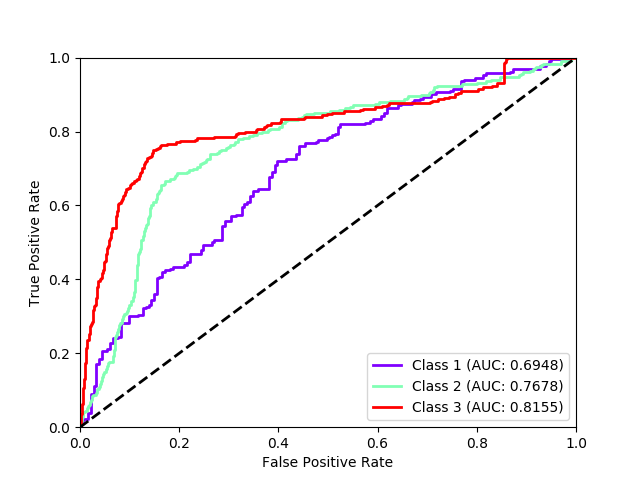 1.0
0.8
0.6
0.4
0.2
0.0
True Positive Rate
Class 1 (AUC: 0.6948)
Class 2 (AUC: 0.7678)
Class 3 (AUC: 0.8155)
0.0 0.2 0.4 0.6 0.8 1.0
False Positive Rate